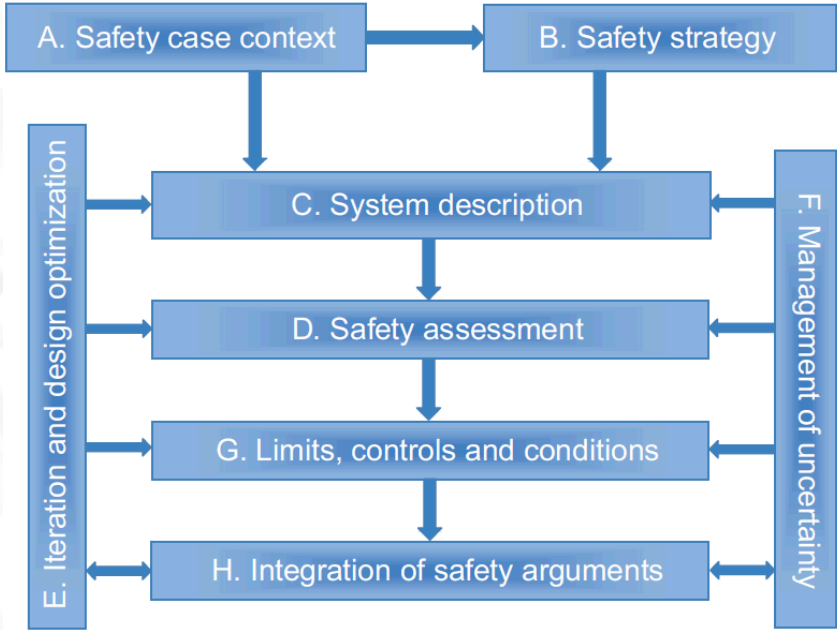 A. Safety case context
B. Safety strategy
C. System description
D. Safety assessment
E. Iteration and design optimization
F. Management of uncertainty
G. Limits, controls and conditions
H. Integration of safety arguments